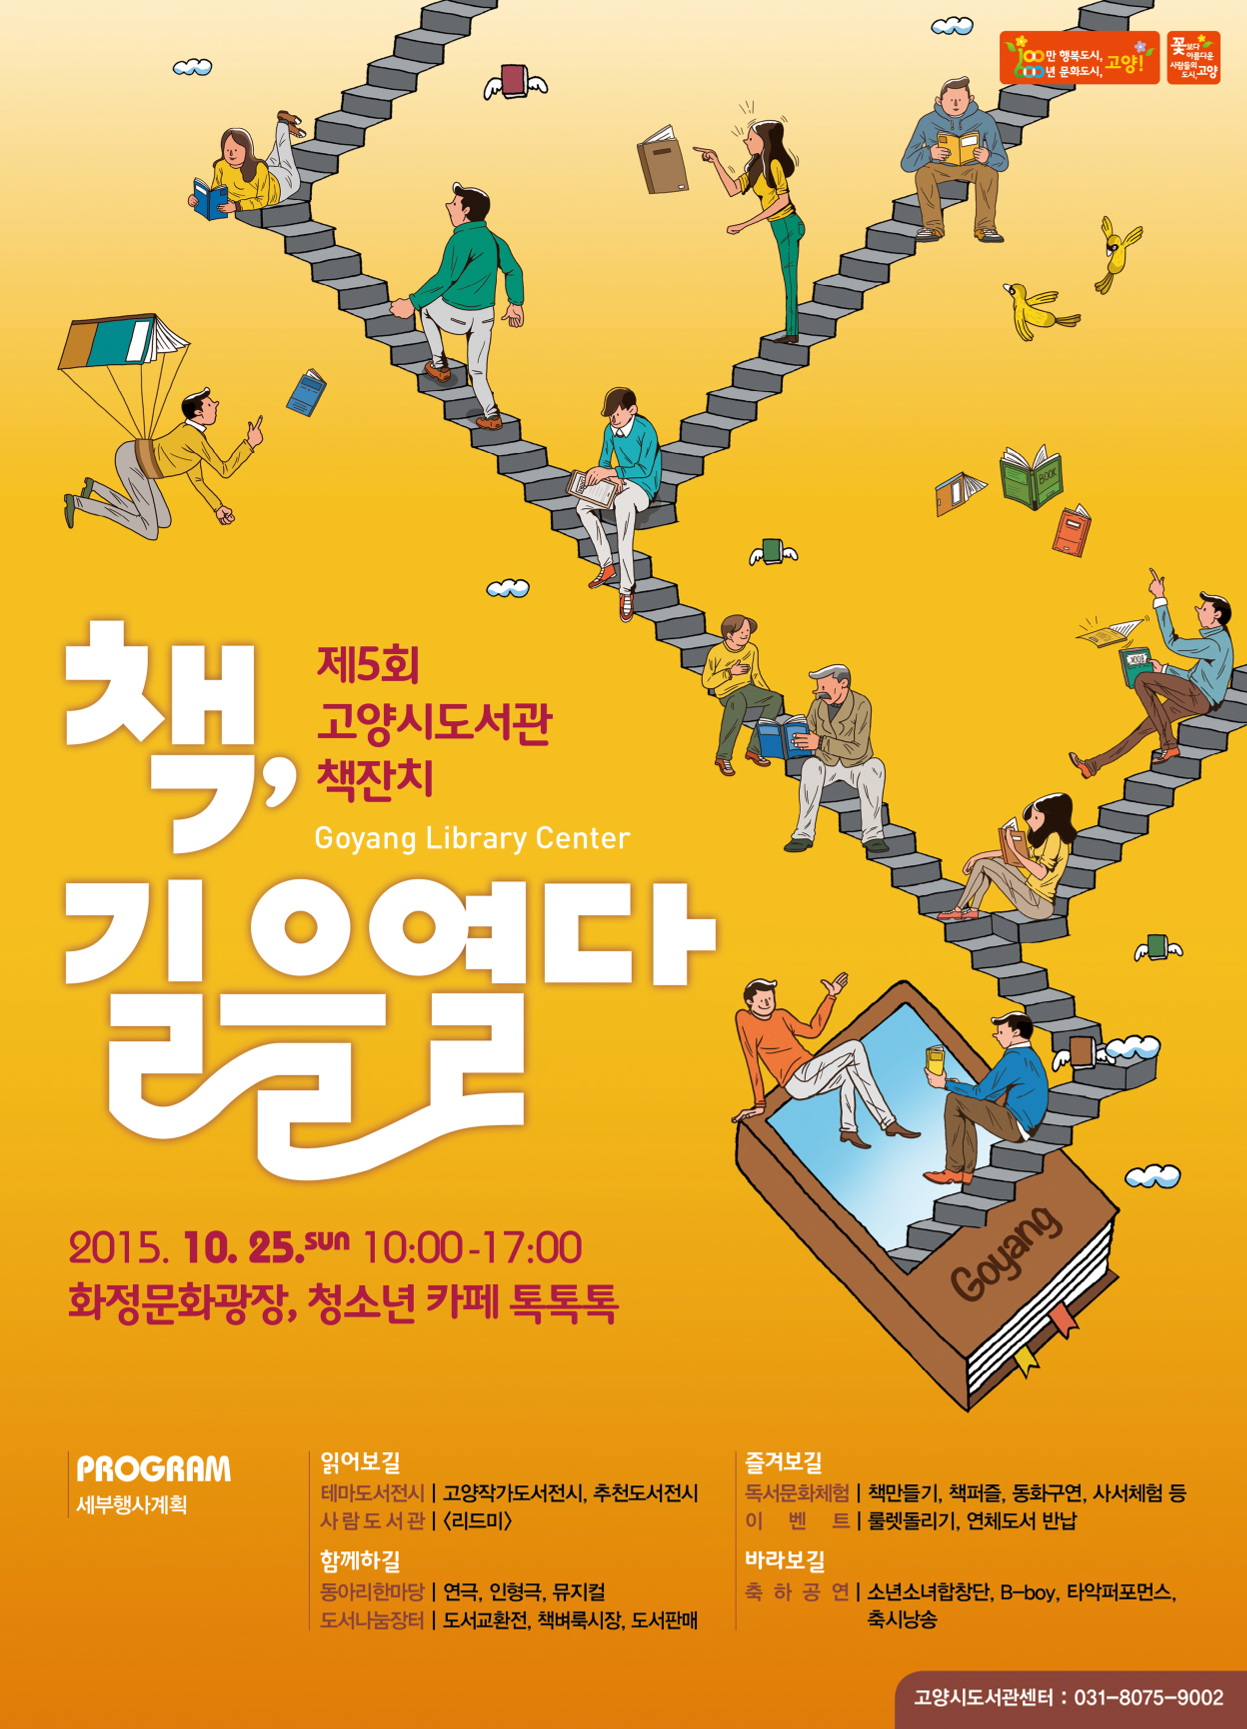 100만 행복도시,
600년 문화도시, 고양!
꽃보다
아름다운
사람들의
도시, 고양
BOOK
책,
제5회
고양시도서관
책잔치
Goyang Library Center
길을열다
Goyang
2015. 10. 25.sun 10:00-17:00
화정문화광장, 청소년 카페 톡톡톡
PROGRAM
세부행사계획
읽어보길
테마도서전시 | 고양작가도서전시, 추천도서전시
사람도서관 | 〈리드미〉
함께하길
동아리한마당 | 연극, 인형극, 뮤지컬
도서나눔장터 | 도서교환전, 책벼룩시장, 도서판매
즐겨보길
독서문화체험 | 책만들기, 책퍼즐, 동화구연, 사서체험 등
이 벤 트 | 룰렛돌리기, 연체도서 반납
바라보길
축하공연 | 소년소녀합창단, B-boy, 타악퍼포먼스,
축시낭송
고양시도서관센터 : 031-8075-9002